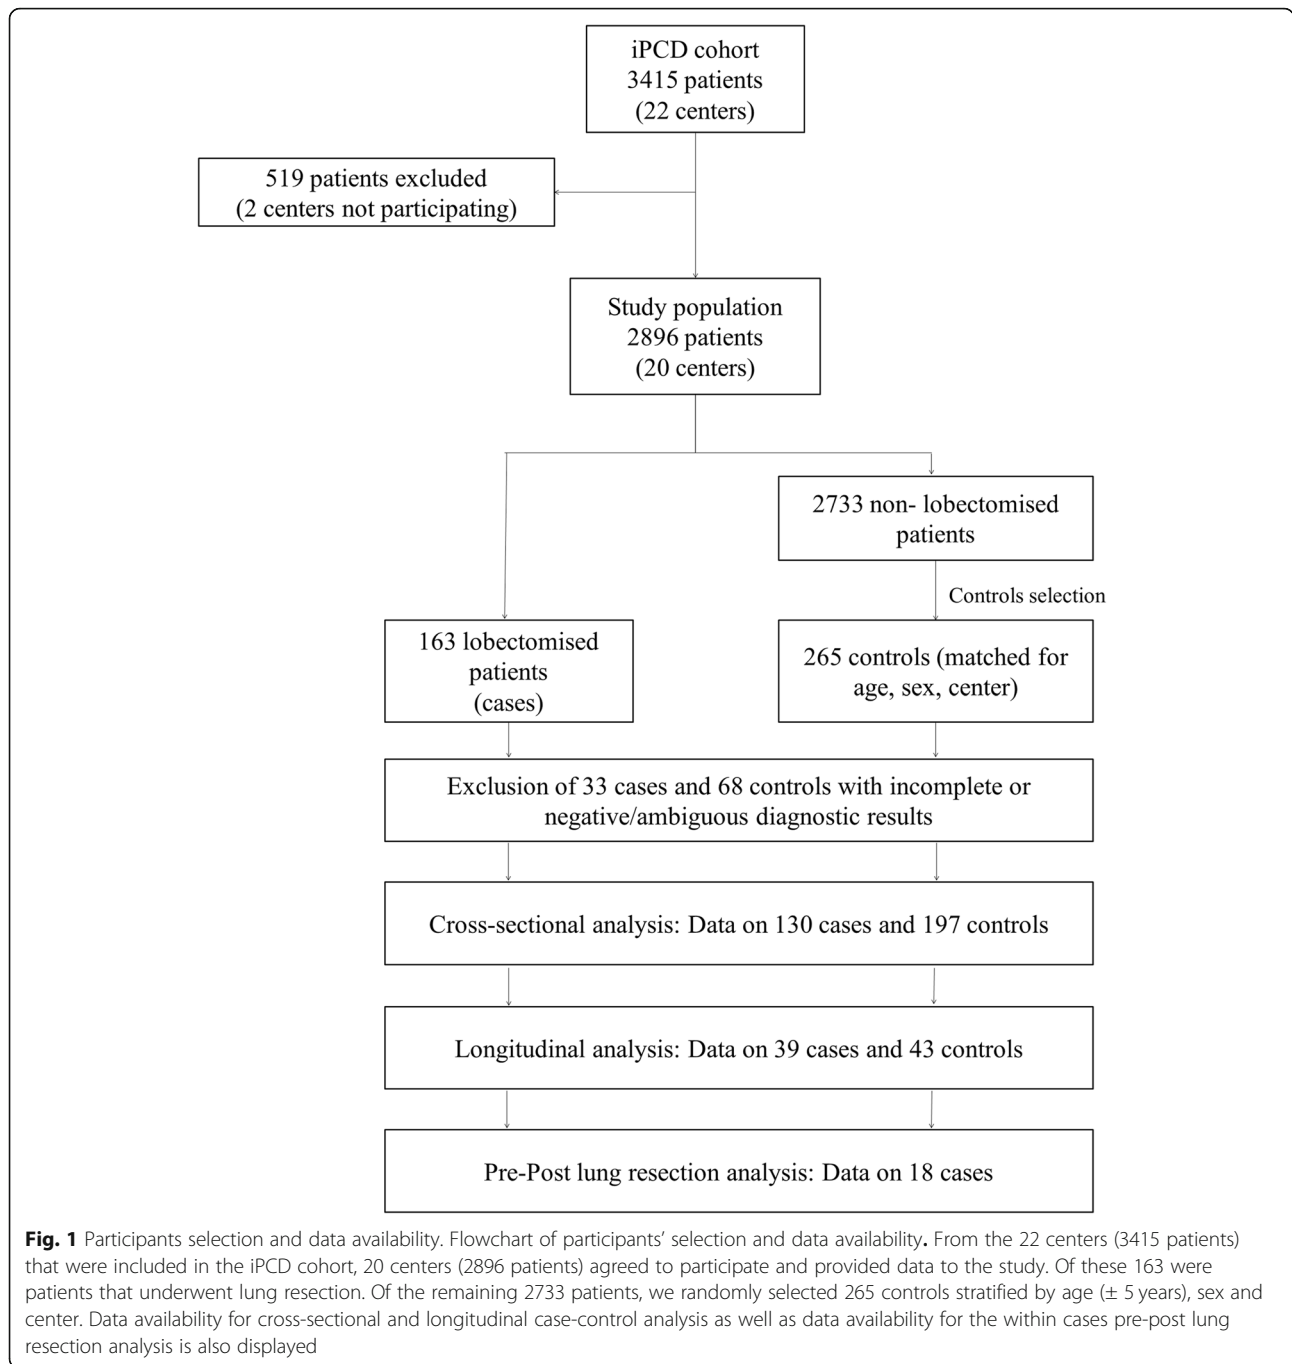 iPCD cohort
3415 patients
(22 centers)
519 patients excluded
(2 centers not participating)
Study population
2896 patients
(20 centers)
2733 non- lobectomised
patients
Controls selection
163 lobectomised
patients
(cases)
265 controls (matched for
age, sex, center)
Exclusion of 33 cases and 68 controls with incomplete or
negative/ambiguous diagnostic results
Cross-sectional analysis: Data on 130 cases and 197 controls
Longitudinal analysis: Data on 39 cases and 43 controls
Pre-Post lung resection analysis: Data on 18 cases
Fig. 1 Participants selection and data availability. Flowchart of participants’ selection and data availability. From the 22 centers (3415 patients)
that were included in the iPCD cohort, 20 centers (2896 patients) agreed to participate and provided data to the study. Of these 163 were
patients that underwent lung resection. Of the remaining 2733 patients, we randomly selected 265 controls stratified by age (± 5 years), sex and
center. Data availability for cross-sectional and longitudinal case-control analysis as well as data availability for the within cases pre-post lung
resection analysis is also displayed